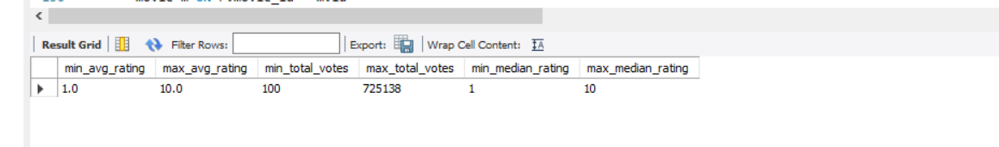 Result Grid Filter Rows: Export: Wrap Cell Content:
min_avg_rating max_avg_rating min_total_votes max_total_votes min_median_rating max_median_rating
1.0 10.0 100 725138 1 10